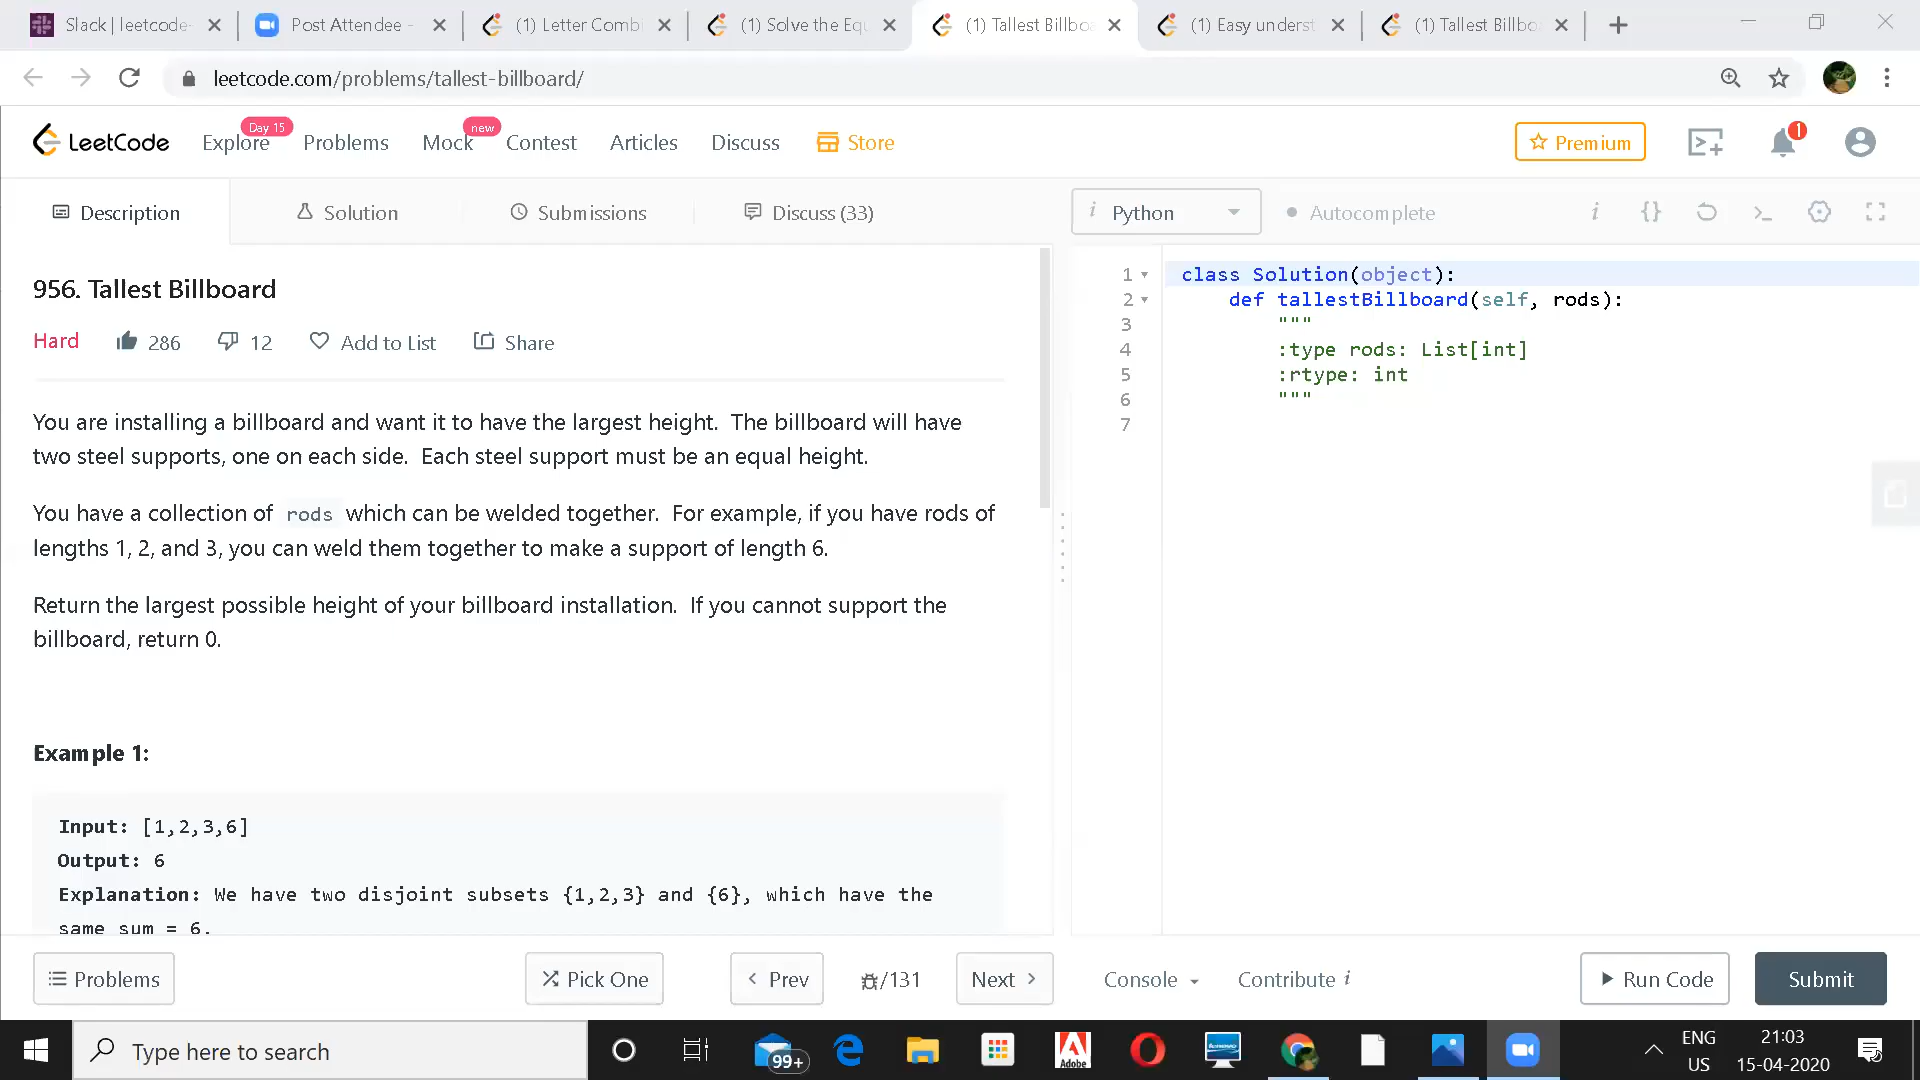 Slack | leetcode-
Post Attendee -
(1) Letter Combi
(1) Solve the Equ
(1) Tallest Billboa
(1) Easy underst
(1) Tallest Billbo
leetcode.com/problems/tallest-billboard/
LeetCode
Explore
Day 15
Problems
Mock
new
Contest
Articles
Discuss
Store
Premium
1
Description
Solution
Submissions
Discuss (33)
i Python
Autocomplete
i {}
956. Tallest Billboard
Hard
286
12
Add to List
Share
You are installing a billboard and want it to have the largest height. The billboard will have
two steel supports, one on each side. Each steel support must be an equal height.
You have a collection of rods which can be welded together. For example, if you have rods of
lengths 1, 2, and 3, you can weld them together to make a support of length 6.
Return the largest possible height of your billboard installation. If you cannot support the
billboard, return 0.
Example 1:
Input: [1,2,3,6]
Output: 6
Explanation: We have two disjoint subsets {1,2,3} and {6}, which have the
same sum = 6.
1 class Solution(object):
2 def tallestBillboard(self, rods):
3 """
4 :type rods: List[int]
5 :rtype: int
6 """
7
Problems
Pick One
< Prev
/131
Next >
Console
Contribute i
Run Code
Submit
Type here to search
99+
Adobe
ENG
US
21:03
15-04-2020